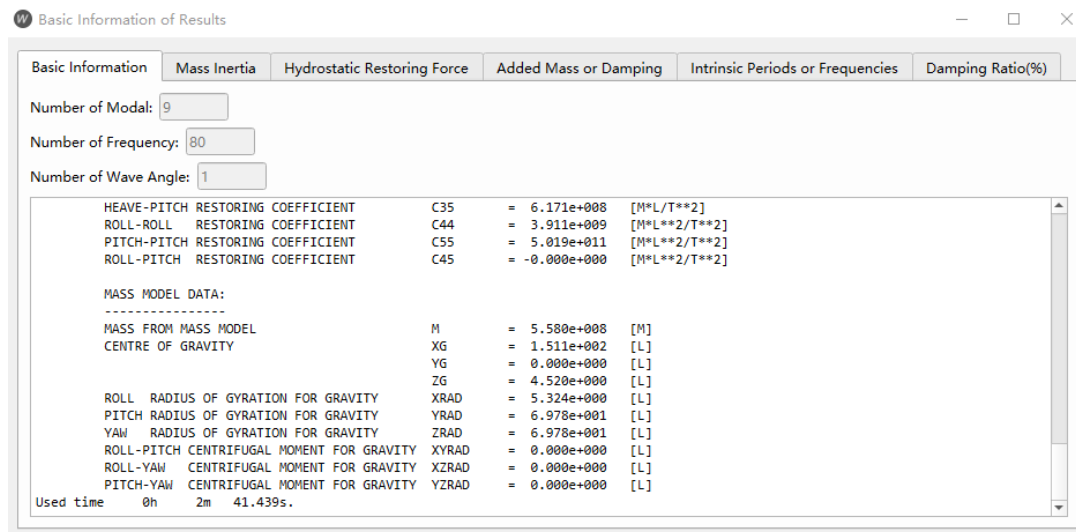 W Basic Information of Results
Basic Information Mass Inertia Hydrostatic Restoring Force Added Mass or Damping Intrinsic Periods or Frequencies Damping Ratio(%)
Number of Modal: 9
Number of Frequency: 80
Number of Wave Angle: 1
HEAVE-PITCH RESTORING COEFFICIENT C35 = 6.171e+008 [M*L/T**2]
ROLL-ROLL RESTORING COEFFICIENT C44 = 3.911e+009 [M*L**2/T**2]
PITCH-PITCH RESTORING COEFFICIENT C55 = 5.019e+011 [M*L**2/T**2]
ROLL-PITCH RESTORING COEFFICIENT C45 = -0.000e+000 [M*L**2/T**2]
MASS MODEL DATA:
----------------
MASS FROM MASS MODEL M = 5.580e+008 [M]
CENTRE OF GRAVITY XG = 1.511e+002 [L]
YG = 0.000e+000 [L]
ZG = 4.520e+000 [L]
ROLL RADIUS OF GYRATION FOR GRAVITY XRAD = 5.324e+000 [L]
PITCH RADIUS OF GYRATION FOR GRAVITY YRAD = 6.978e+001 [L]
YAW RADIUS OF GYRATION FOR GRAVITY ZRAD = 6.978e+001 [L]
ROLL-PITCH CENTRIFUGAL MOMENT FOR GRAVITY XYRAD = 0.000e+000 [L]
ROLL-YAW CENTRIFUGAL MOMENT FOR GRAVITY XZRAD = 0.000e+000 [L]
PITCH-YAW CENTRIFUGAL MOMENT FOR GRAVITY YZRAD = 0.000e+000 [L]
Used time 0h 2m 41.439s.